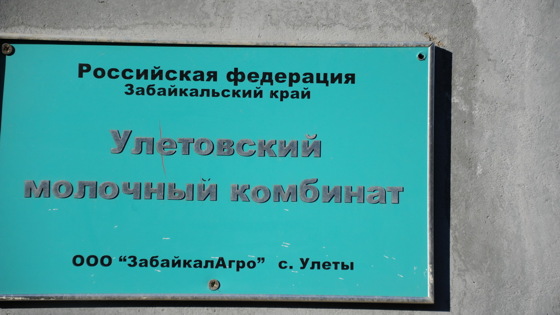 Российская федерация
Забайкальский край
Улетовский
молочный комбинат
ООО "ЗабайкалАгро" с. Улеты